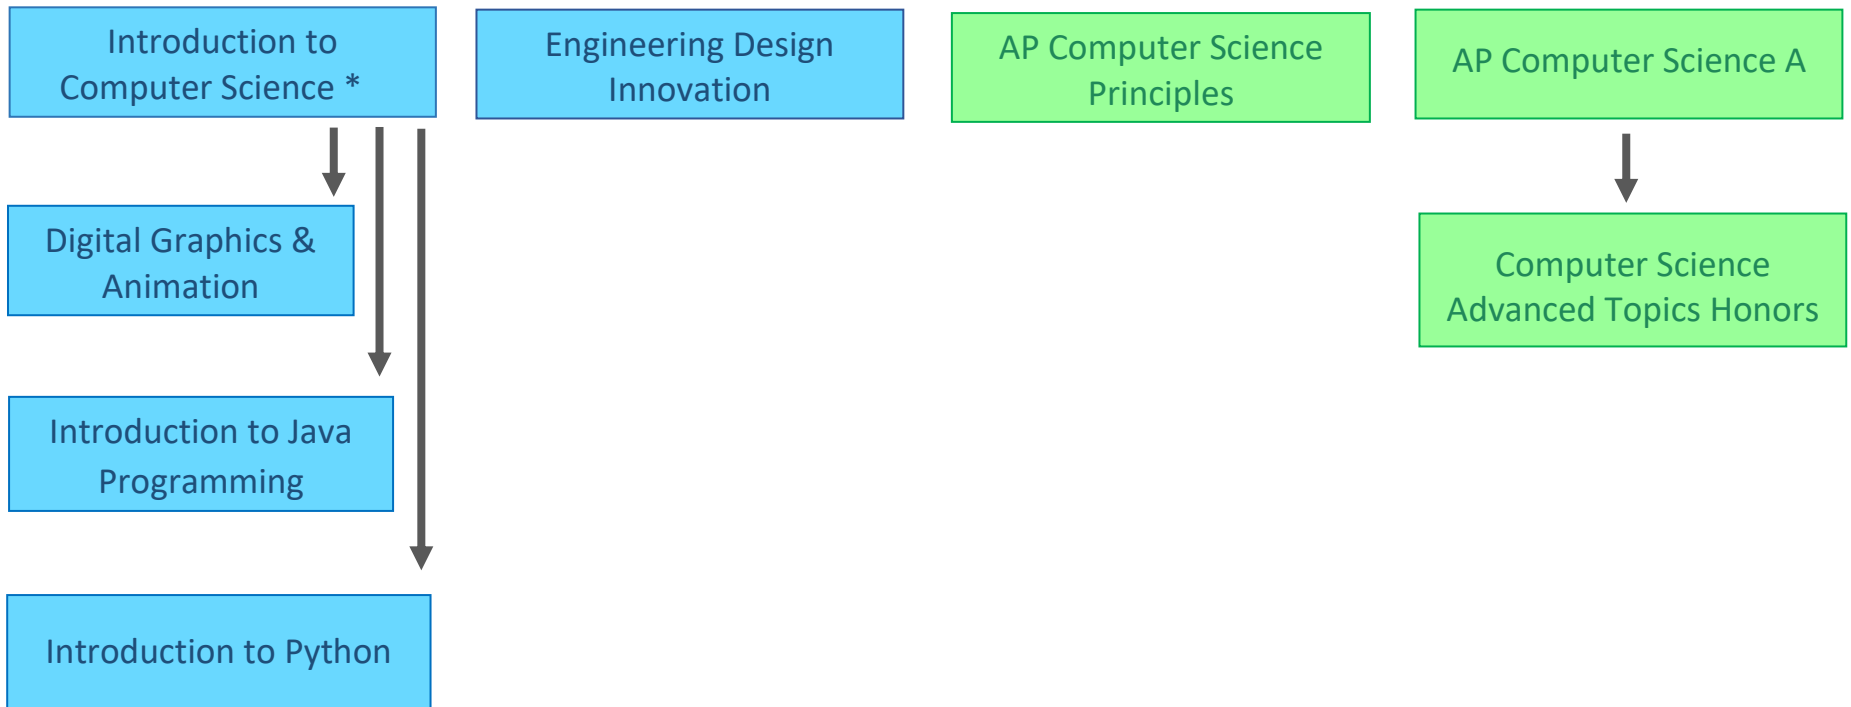 Introduction to
Computer Science *
Engineering Design
Innovation
AP Computer Science
Principles
AP Computer Science A
Digital Graphics &
Animation
Computer Science
Advanced Topics Honors
Introduction to Java
Programming
Introduction to Python